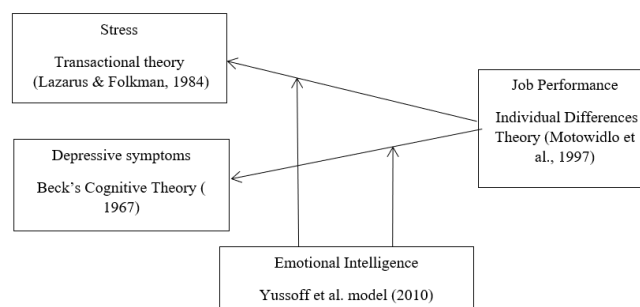 Stress
Transactional theory
(Lazarus & Folkman, 1984)
Depressive symptoms
Beck's Cognitive Theory (
1967)
Job Performance
Individual Differences
Theory (Motowidlo et
al., 1997)
Emotional Intelligence
Yussoff et al. model (2010)